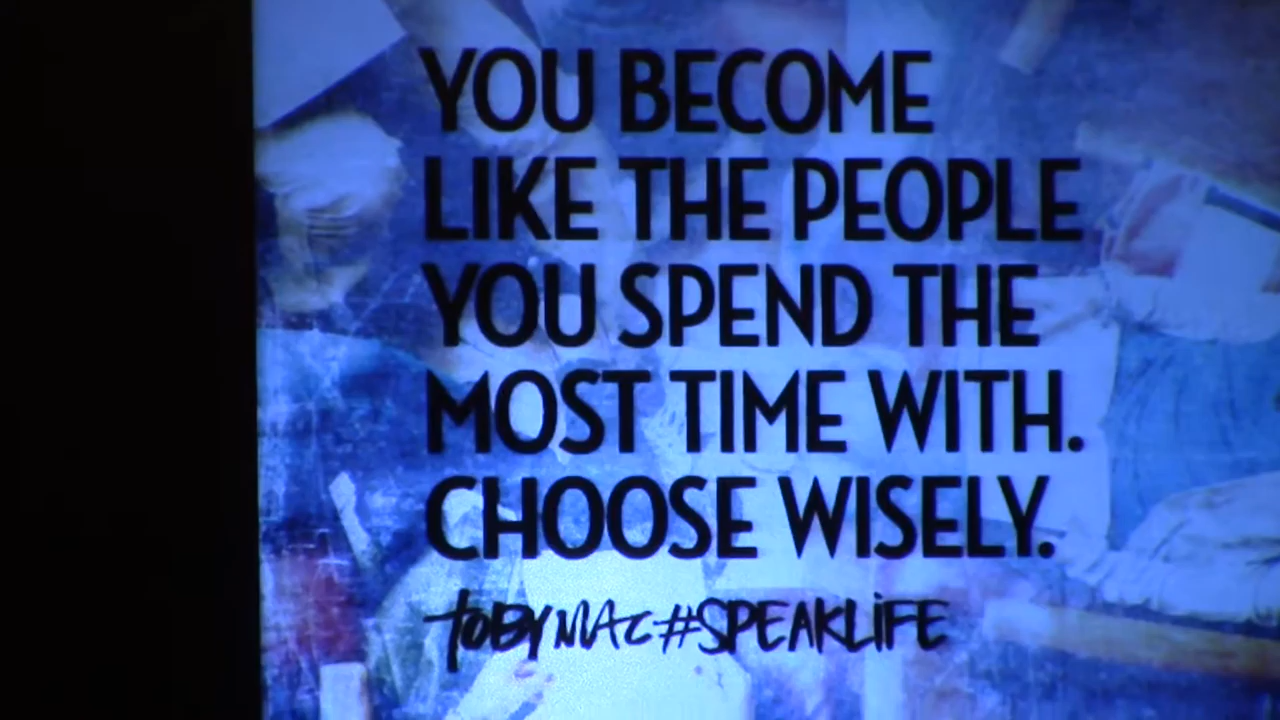 YOU BECOME
LIKE THE PEOPLE
YOU SPEND THE
MOST TIME WITH.
CHOOSE WISELY.
TOBYMAC#SPEAKLIFE